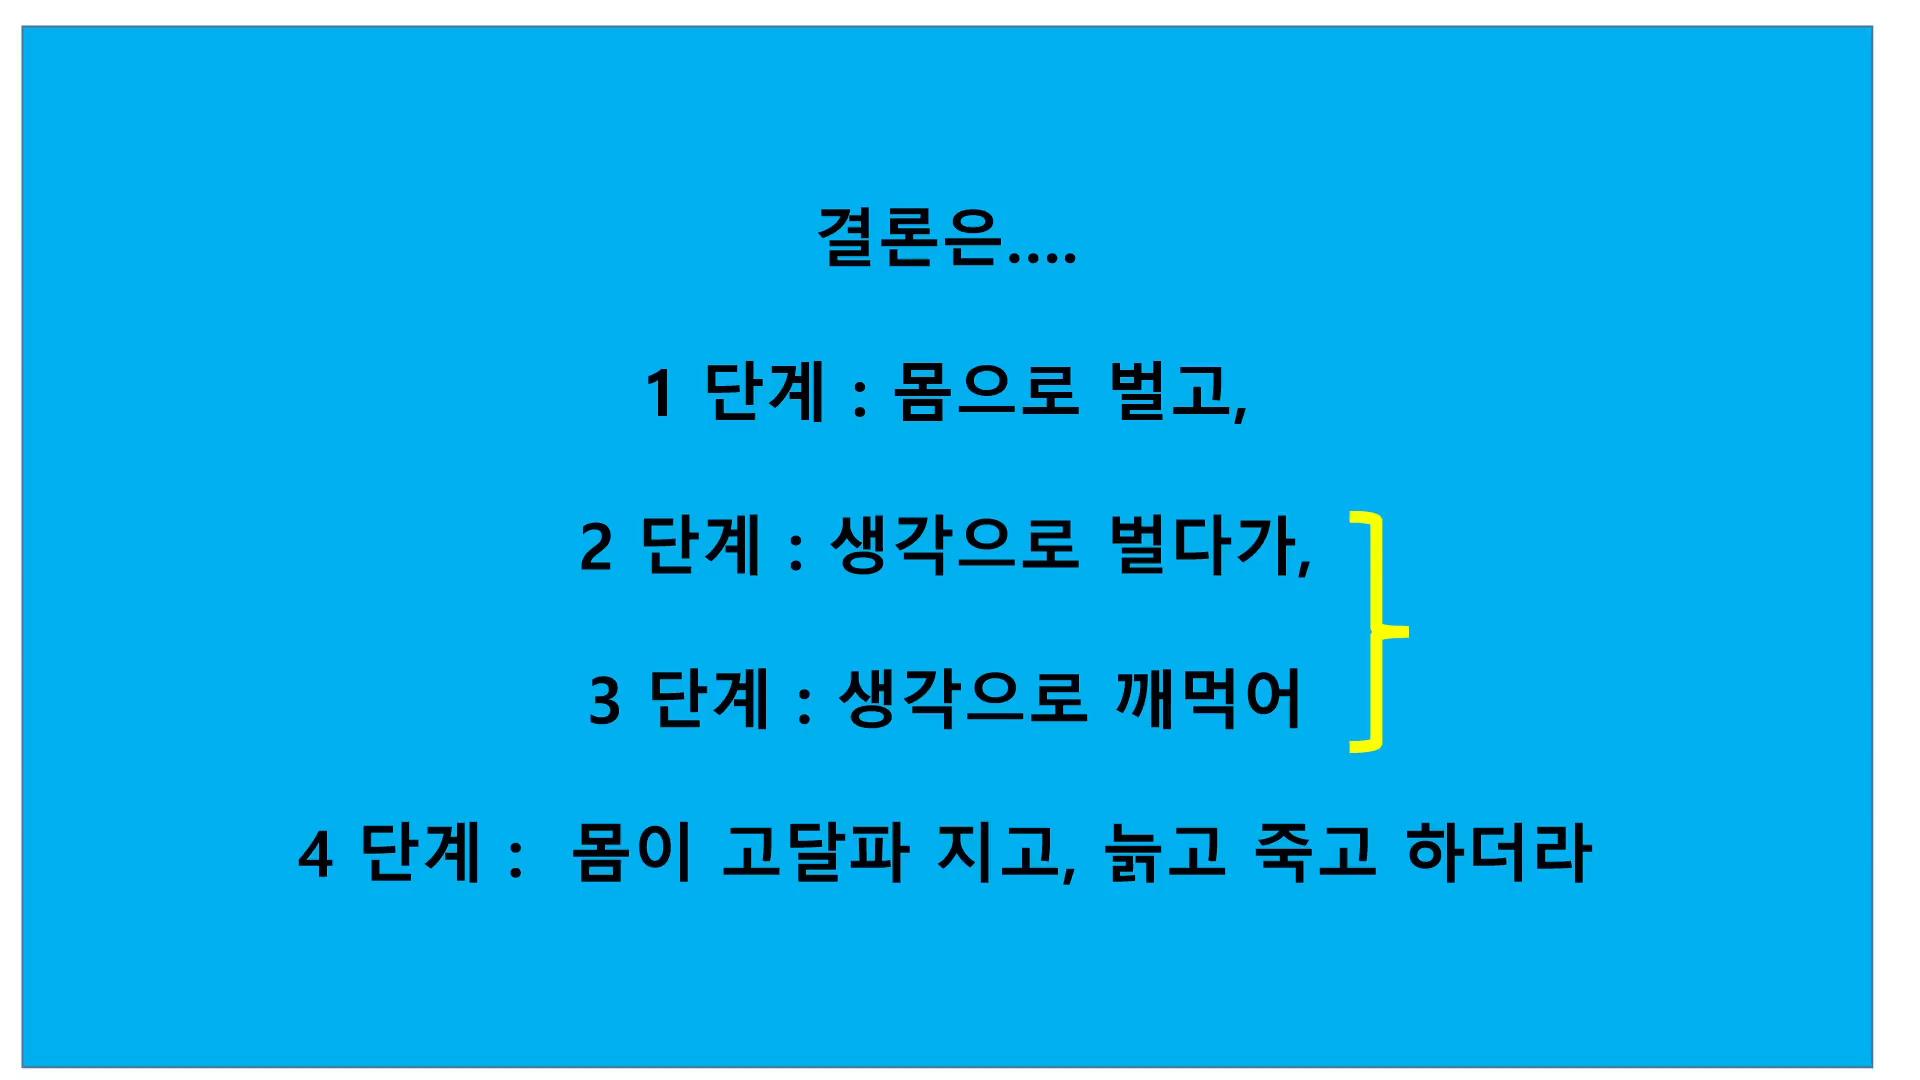 결론은....
1 단계 : 몸으로 벌고,
2 단계 : 생각으로 벌다가,
3 단계 : 생각으로 깨먹어
4 단계 :  몸이 고달파 지고, 늙고 죽고 하더라